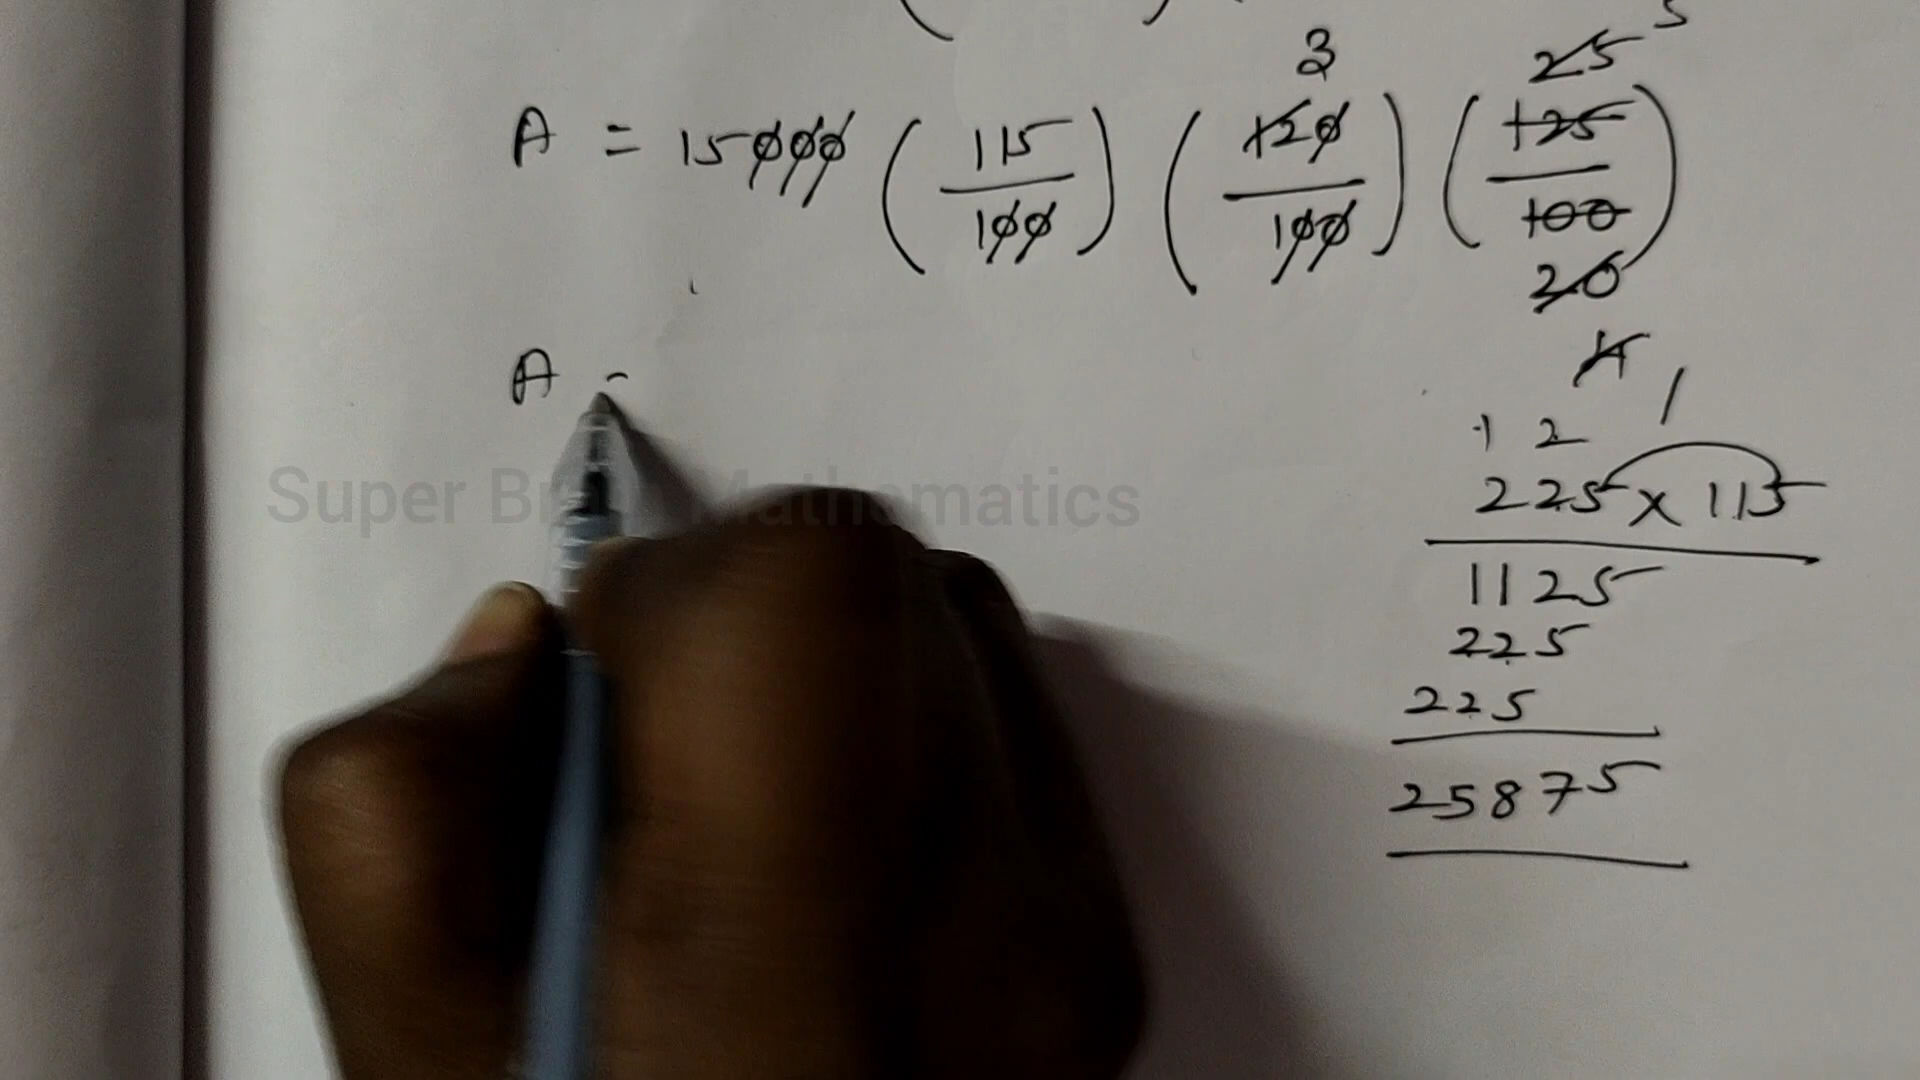 3 25 5
A = 15000 (115/100) (120/100) (125/100)
20
4
1
A =
1 2
225 x 115
1125
225
225
25875
Super Br Mathematics